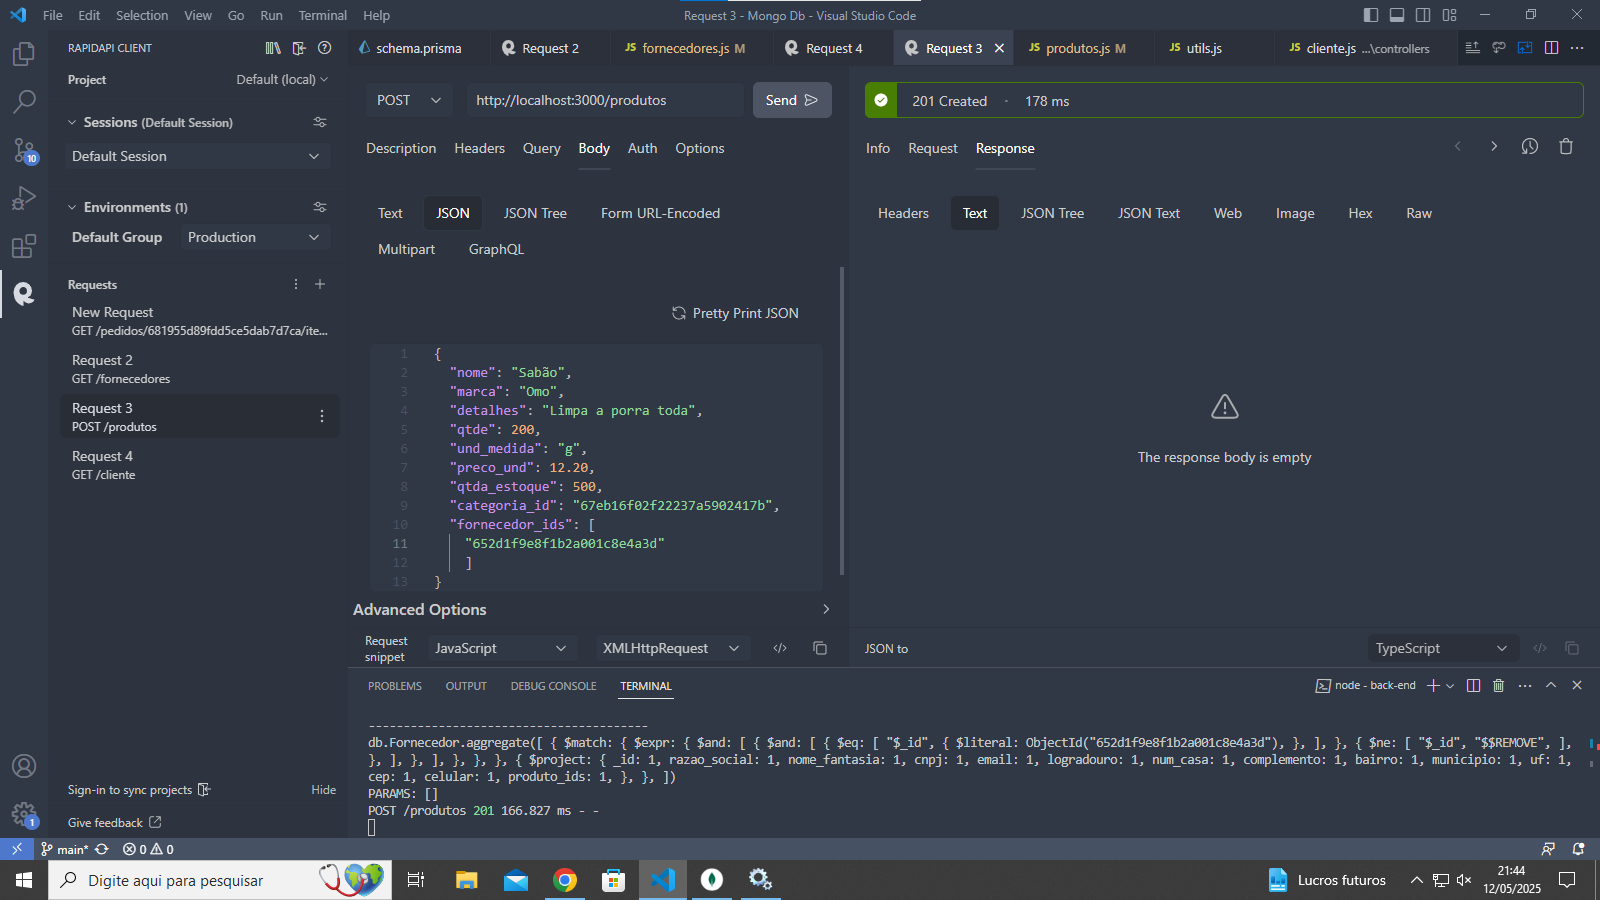 File Edit Selection View Go Run Terminal Help
Request 3 - Mongo Db - Visual Studio Code
RAPIDAPI CLIENT
schema.prisma
Request 2
JS fornecedores.js M
Request 4
Request 3
JS produtos.js M
JS utils.js
JS cliente.js ...\controllers
Project
Default (local)
Sessions (Default Session)
Default Session
Environments (1)
Default Group
Production
Requests
New Request
GET /pedidos/681955d89fdd5ce5dab7d7ca/ite...
Request 2
GET /fornecedores
Request 3
POST /produtos
Request 4
GET /cliente
Sign-in to sync projects
Hide
Give feedback
10
1
POST
http://localhost:3000/produtos
Send
Description Headers Query Body Auth Options
Text JSON JSON Tree Form URL-Encoded
Multipart GraphQL
Pretty Print JSON
1 {
2 "nome": "Sabão",
3 "marca": "Omo",
4 "detalhes": "Limpa a porra toda",
5 "qtde": 200,
6 "und_medida": "g",
7 "preco_und": 12.20,
8 "qtda_estoque": 500,
9 "categoria_id": "67eb16f02f22237a5902417b",
10 "fornecedor_ids": [
11 "652d1f9e8f1b2a001c8e4a3d"
12 ]
13 }
Advanced Options
Request snippet
JavaScript
XMLHttpRequest
201 Created · 178 ms
Info Request Response
Headers Text JSON Tree JSON Text Web Image Hex Raw
The response body is empty
JSON to
TypeScript
PROBLEMS OUTPUT DEBUG CONSOLE TERMINAL
node - back-end
----------------------------------------
db.Fornecedor.aggregate([ { $match: { $expr: { $and: [ { $and: [ { $eq: [ "$_id", { $literal: ObjectId("652d1f9e8f1b2a001c8e4a3d"), }, ], }, { $ne: [ "$_id", "$$REMOVE", ],
}, ], }, ], }, }, }, { $project: { _id: 1, razao_social: 1, nome_fantasia: 1, cnpj: 1, email: 1, logradouro: 1, num_casa: 1, complemento: 1, bairro: 1, municipio: 1, uf: 1,
cep: 1, celular: 1, produto_ids: 1, }, }, ])
PARAMS: []
POST /produtos 201 166.827 ms - -
main* 0 0
Digite aqui para pesquisar
Lucros futuros
21:44
12/05/2025